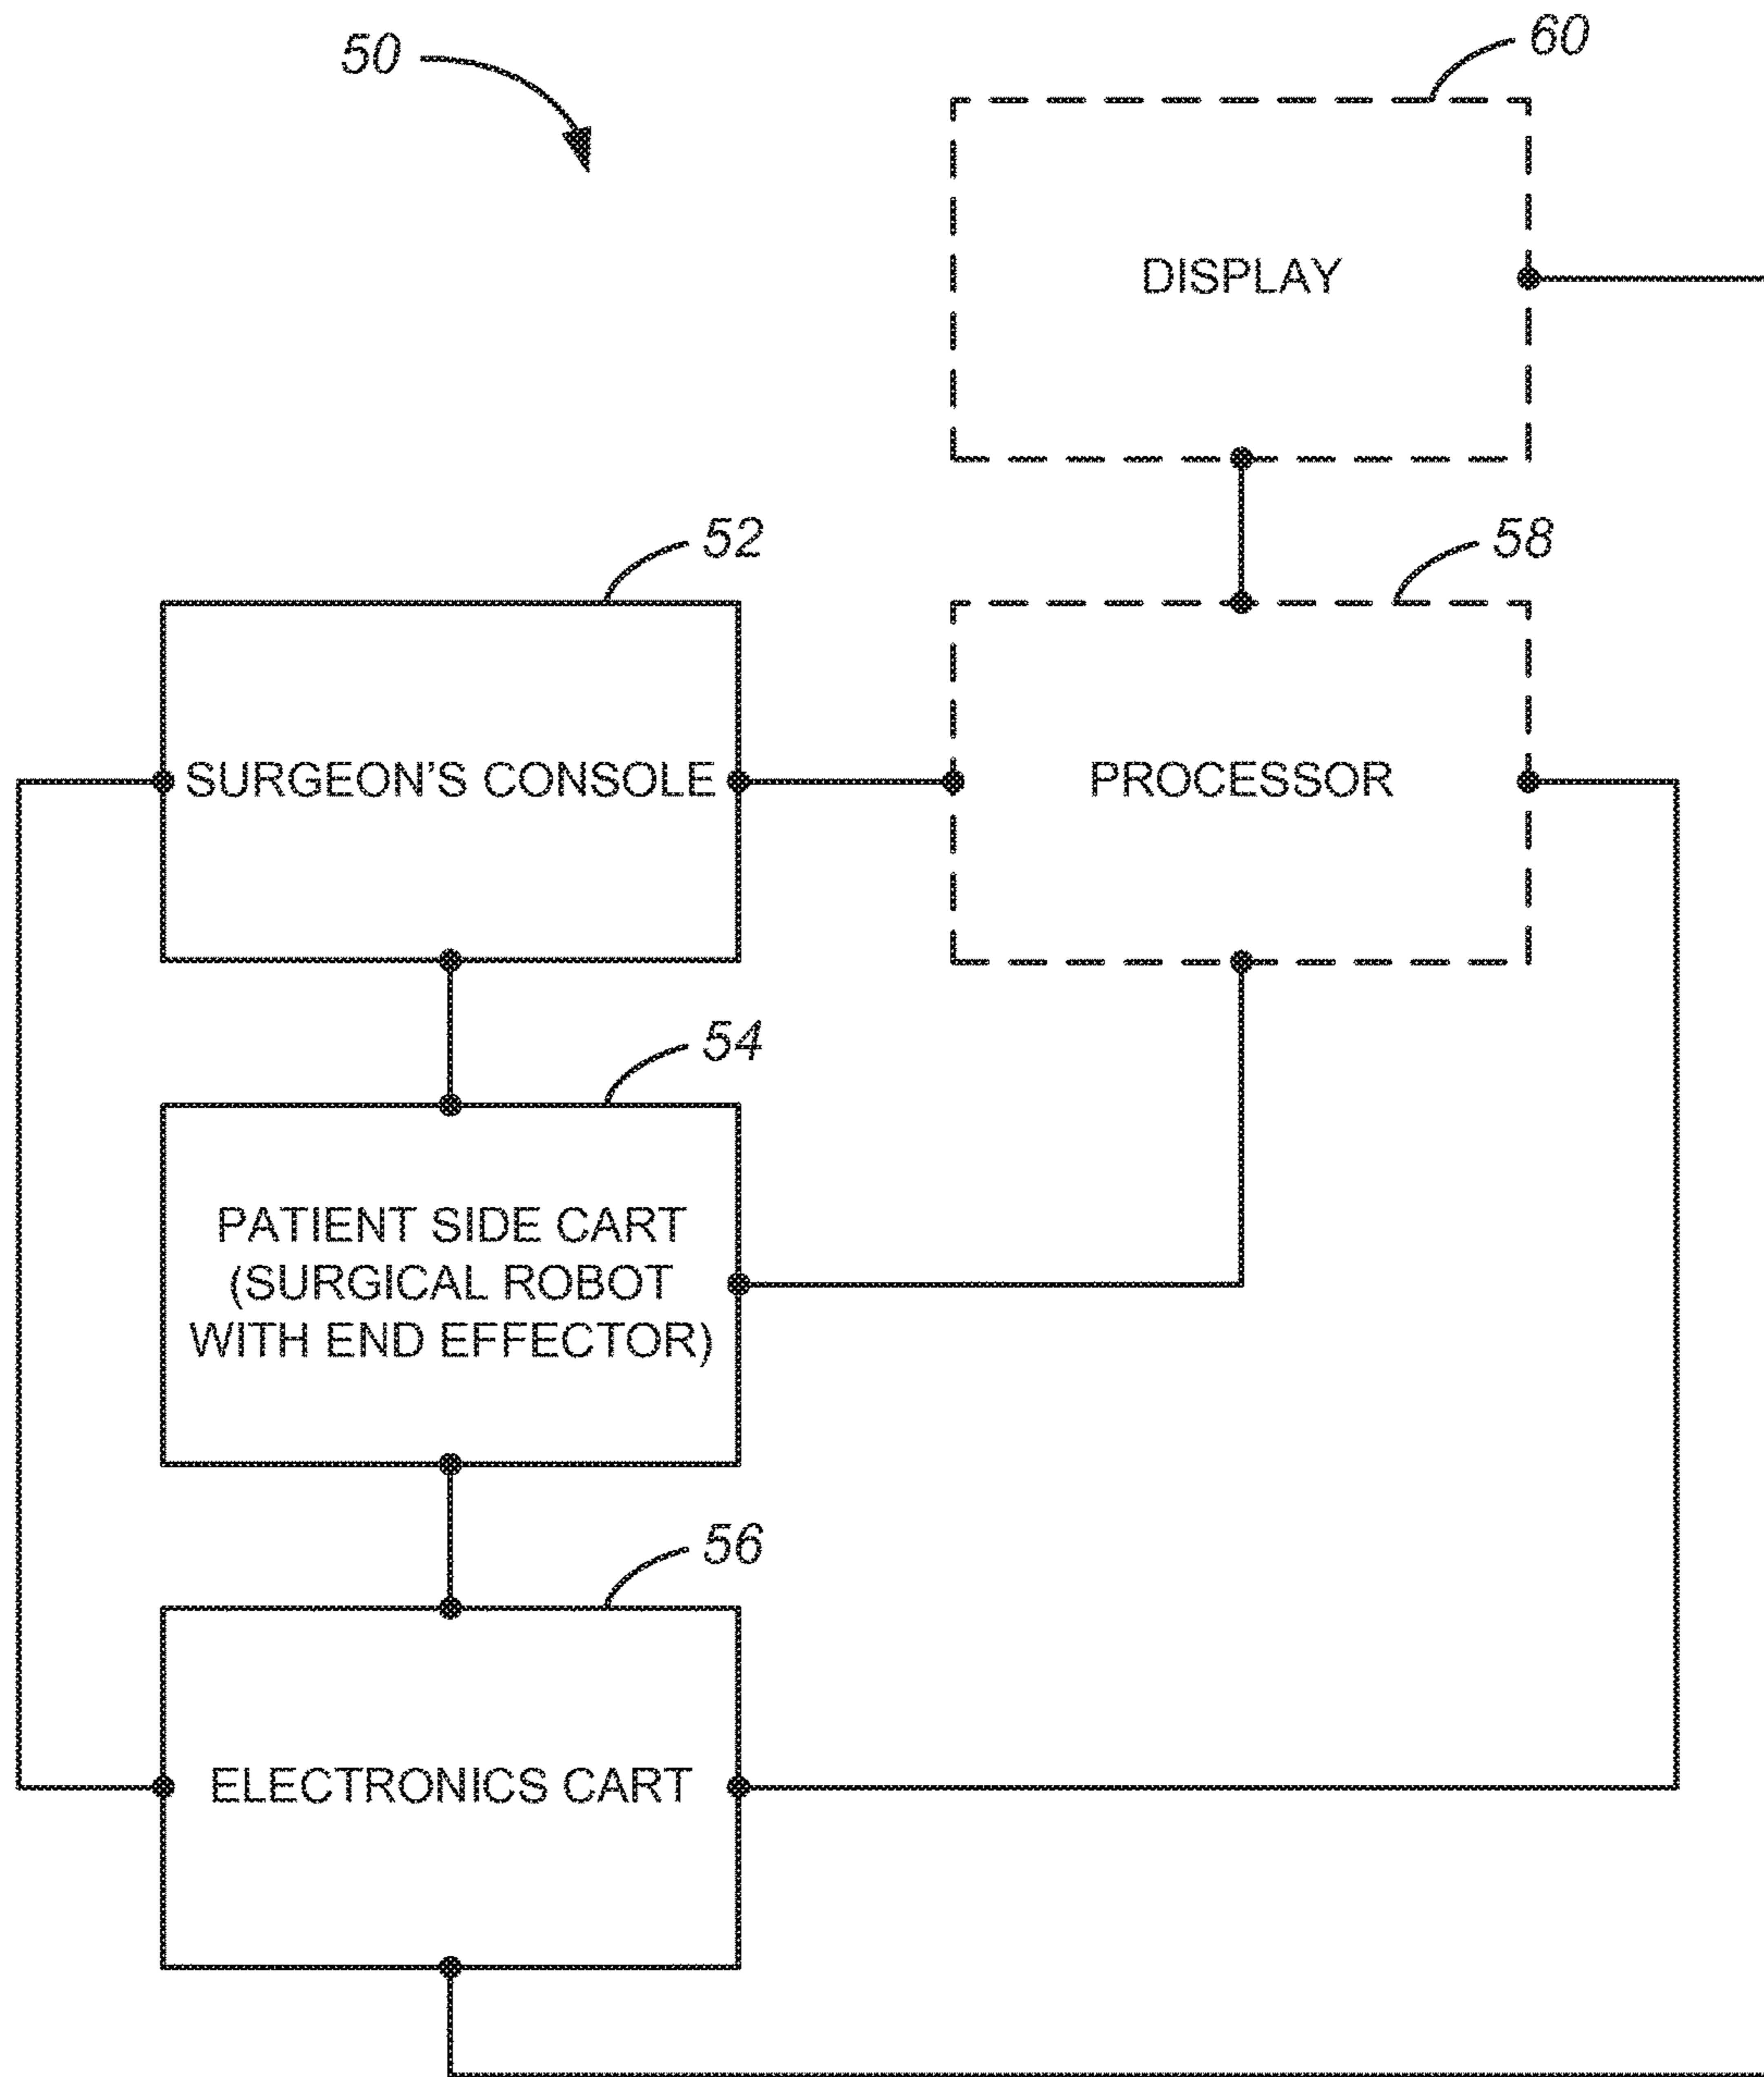 50
60
DISPLAY
52
58
SURGEON'S CONSOLE
PROCESSOR
54
PATIENT SIDE CART
(SURGICAL ROBOT
WITH END EFFECTOR)
56
ELECTRONICS CART